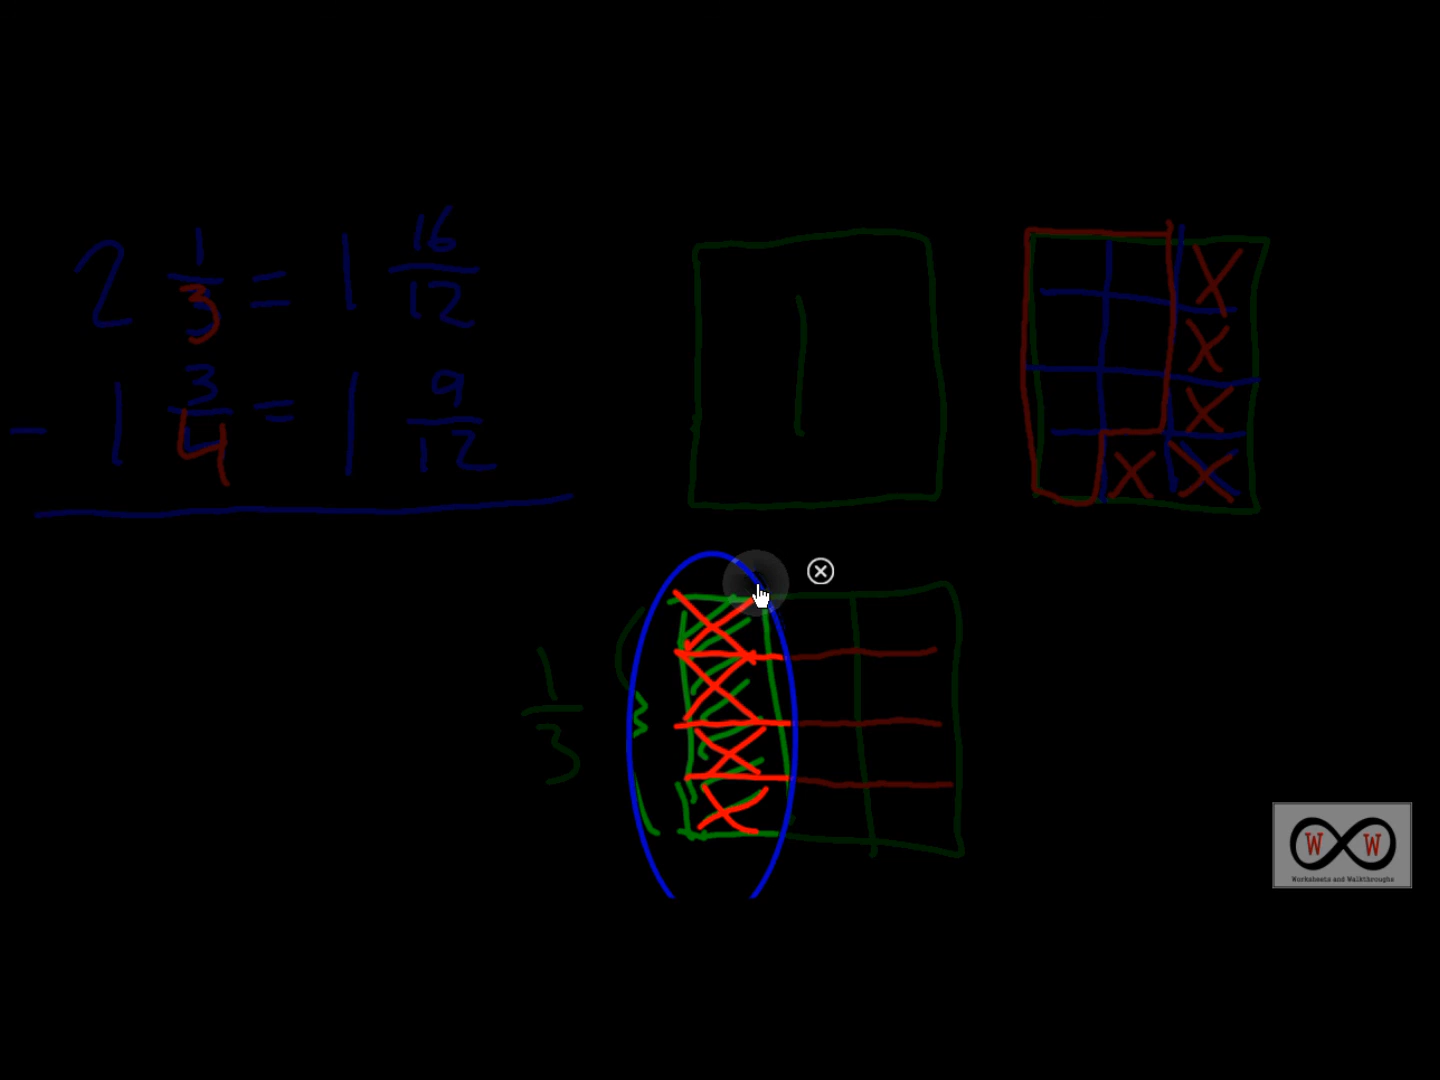 2 1/3 = 1 16/12
- 1 3/4 = 1 9/12
1
1/3
W W
Worksheets and Walkthroughs